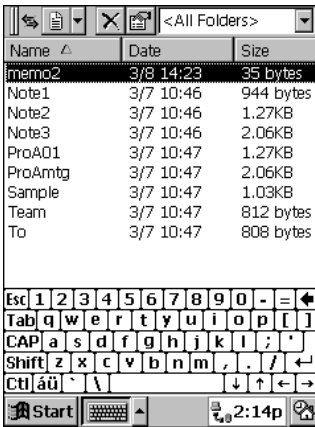 <All Folders>
Name Date Size
memo2 3/8 14:23 35 bytes
Note1 3/7 10:46 944 bytes
Note2 3/7 10:46 1.27KB
Note3 3/7 10:46 2.06KB
ProA01 3/7 10:47 1.27KB
ProAmtg 3/7 10:47 2.06KB
Sample 3/7 10:47 1.03KB
Team 3/7 10:47 812 bytes
To 3/7 10:47 808 bytes
Esc 1 2 3 4 5 6 7 8 9 0 - =
Tab q w e r t y u i o p [ ]
CAP a s d f g h j k l ; '
Shift z x c v b n m , . /
Ctl áü ` \
Start 2:14p